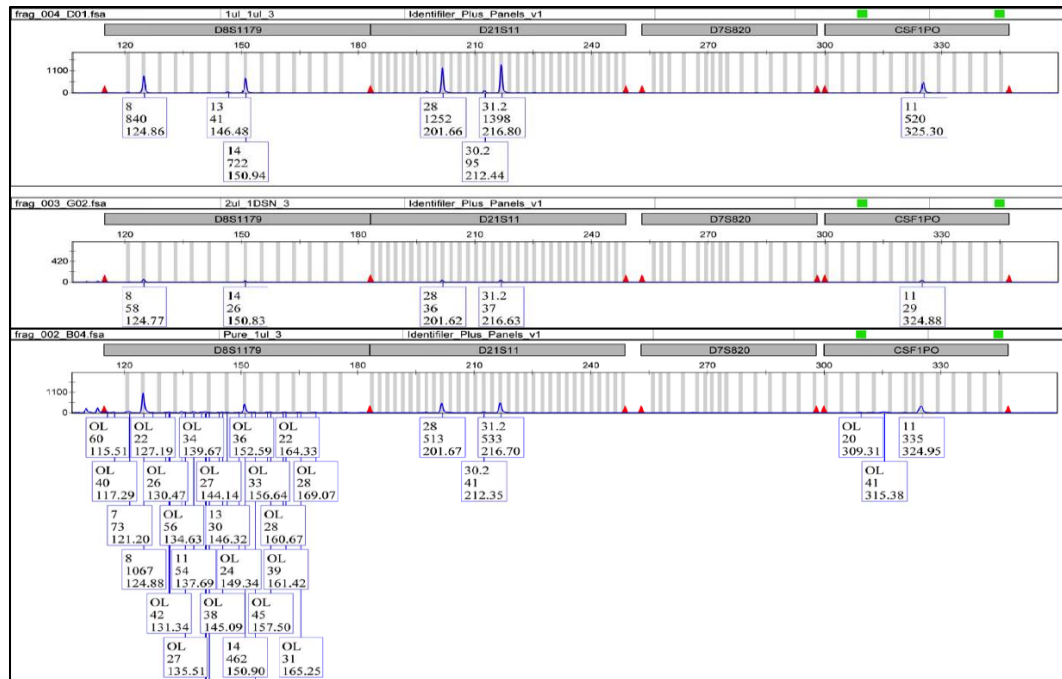 frag_004_D01.fsa 1ul_1ul_3 Identifiler_Plus_Panels_v1
D8S1179 D21S11 D7S820 CSF1PO
120 150 180 210 240 270 300 330
1100
0
8 13 28 31.2 11
840 41 1252 1398 520
124.86 146.48 201.66 216.80 325.30
14 30.2
722 95
150.94 212.44
frag_003_G02.fsa 2ul_1DSN_3 Identifiler_Plus_Panels_v1
D8S1179 D21S11 D7S820 CSF1PO
120 150 180 210 240 270 300 330
420
0
8 14 28 31.2 11
58 26 36 37 29
124.77 150.83 201.62 216.63 324.88
frag_002_B04.fsa Pure_1ul_3 Identifiler_Plus_Panels_v1
D8S1179 D21S11 D7S820 CSF1PO
120 150 180 210 240 270 300 330
1100
0
OL OL OL OL OL 28 31.2 OL 11
60 22 34 36 22 513 533 20 335
115.51 127.19 139.67 152.59 164.33 201.67 216.70 309.31 324.95
OL OL OL OL OL 30.2 OL
40 26 27 33 28 41 41
117.29 130.47 144.14 156.64 169.07 212.35 315.38
7 OL 13 OL
73 56 30 28
121.20 134.63 146.32 160.67
8 11 OL OL
1067 54 24 39
124.88 137.69 149.34 161.42
OL OL OL
42 38 45
131.34 145.09 157.50
OL 14 OL
27 462 31
135.51 150.90 165.25